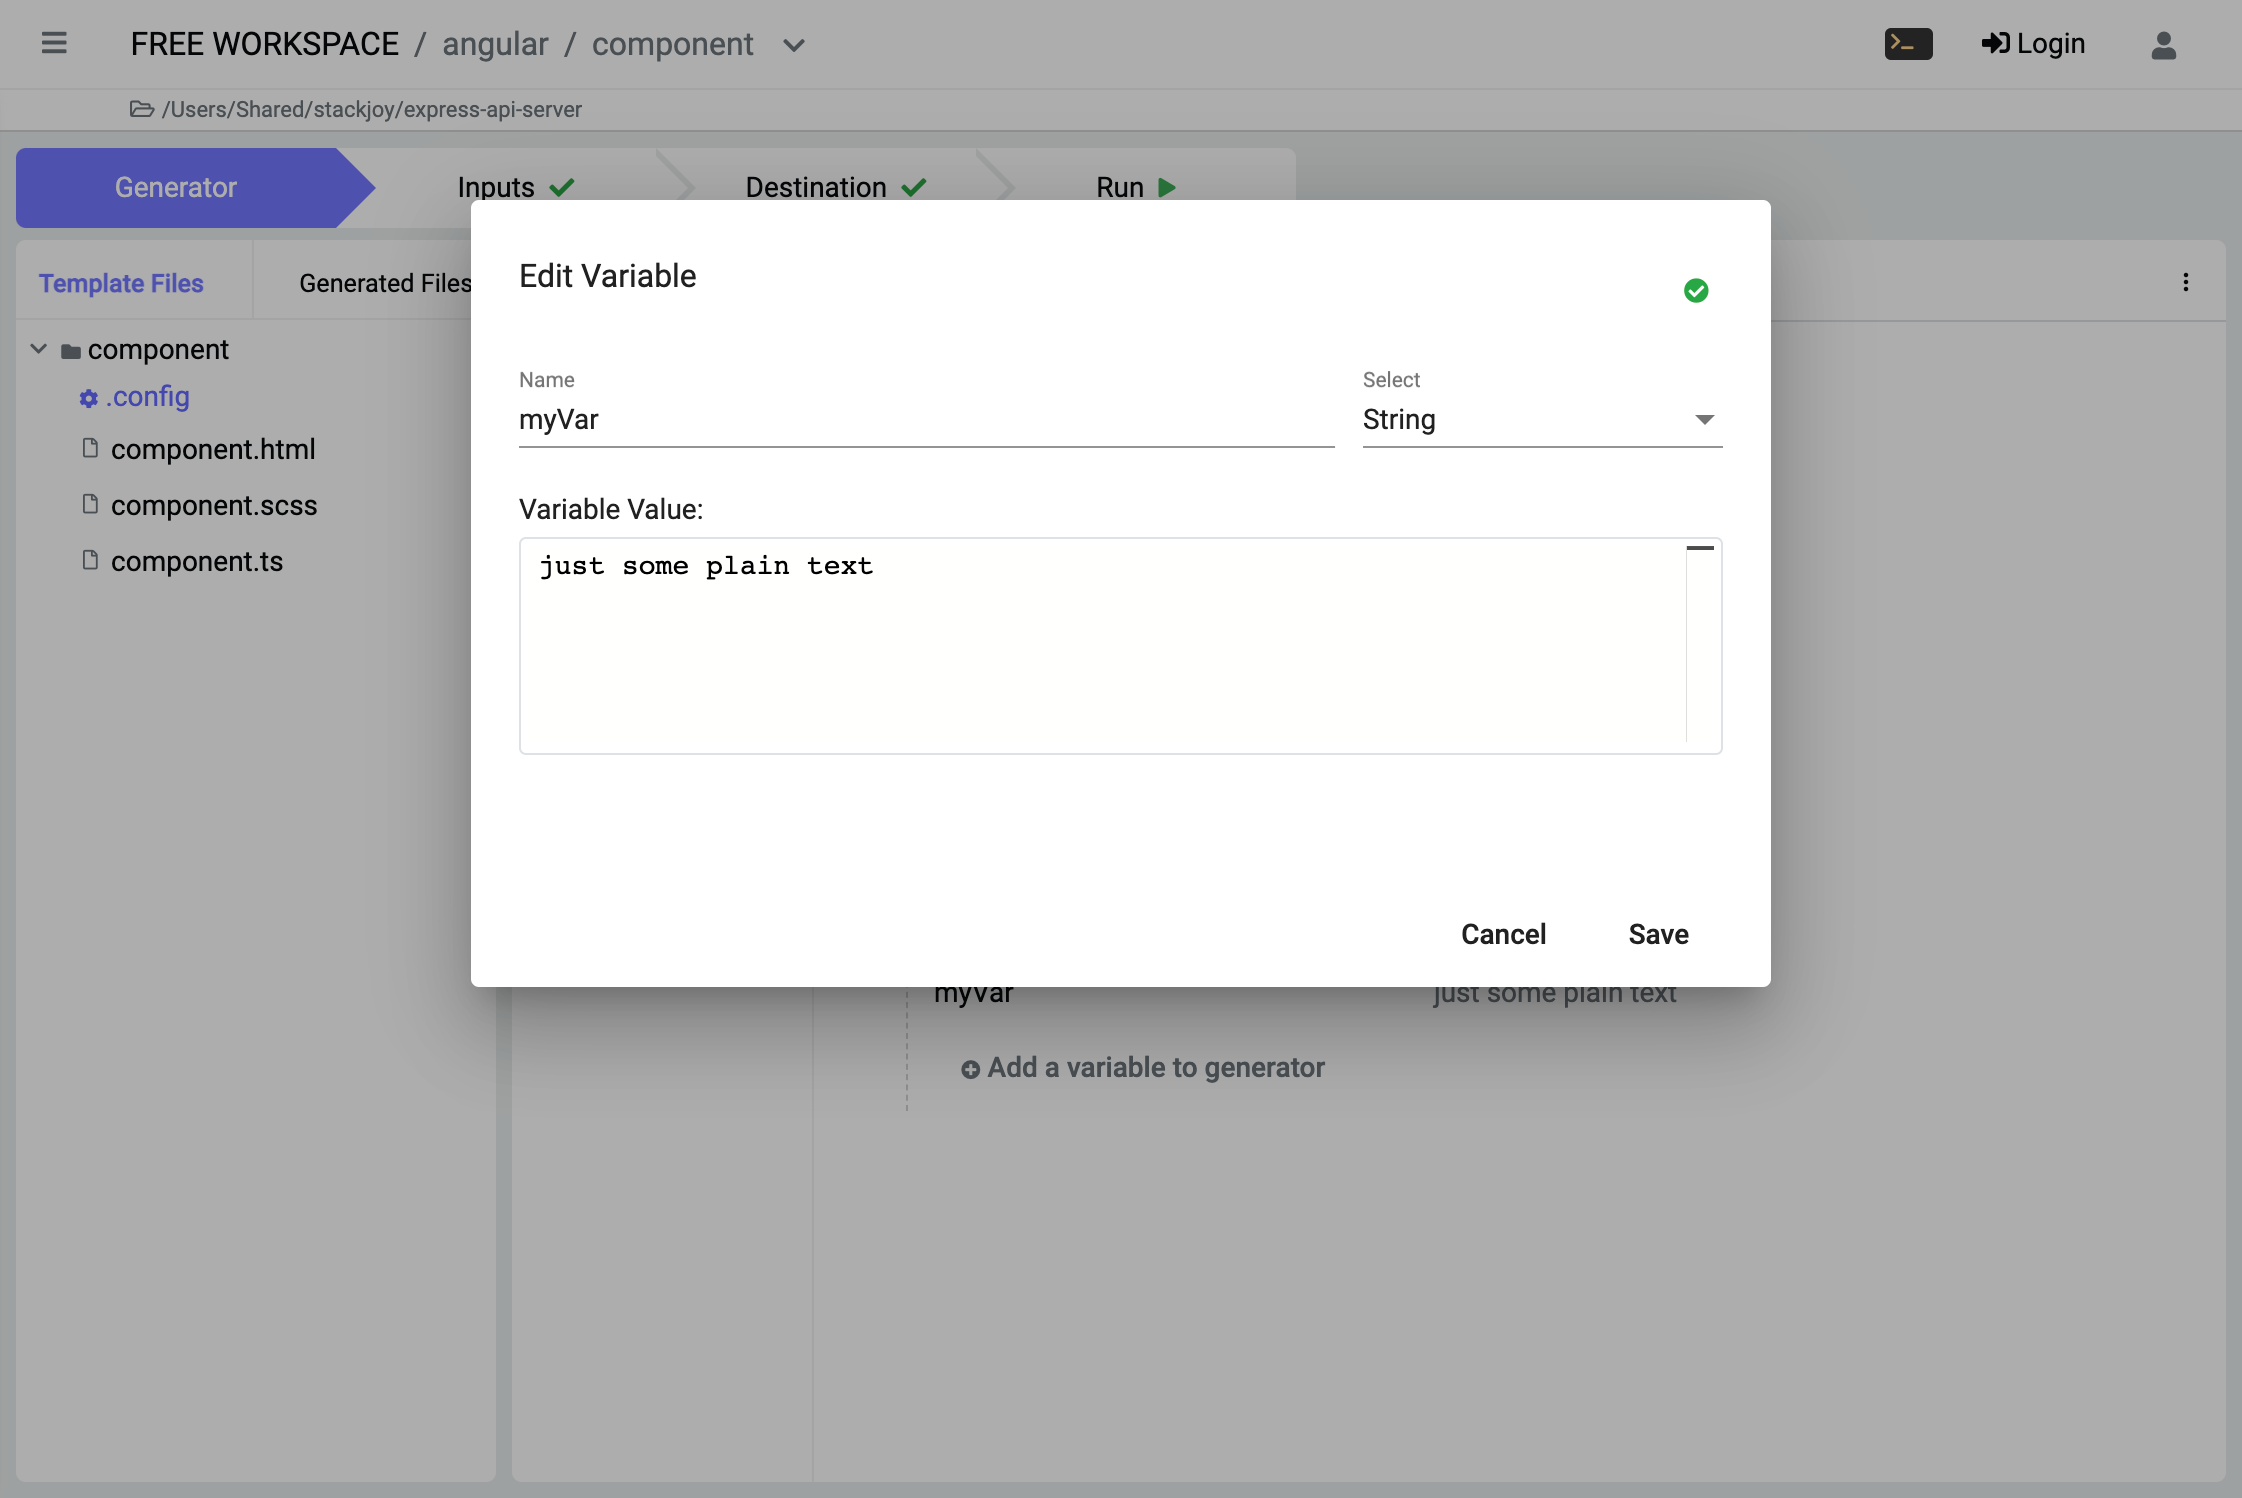 FREE WORKSPACE / angular / component
Login
/Users/Shared/stackjoy/express-api-server
Generator
Inputs
Destination
Run
Template Files
Generated Files
component
.config
component.html
component.scss
component.ts
Edit Variable
Name
myVar
Select
String
Variable Value:
just some plain text
Cancel
Save
myVar
just some plain text
Add a variable to generator